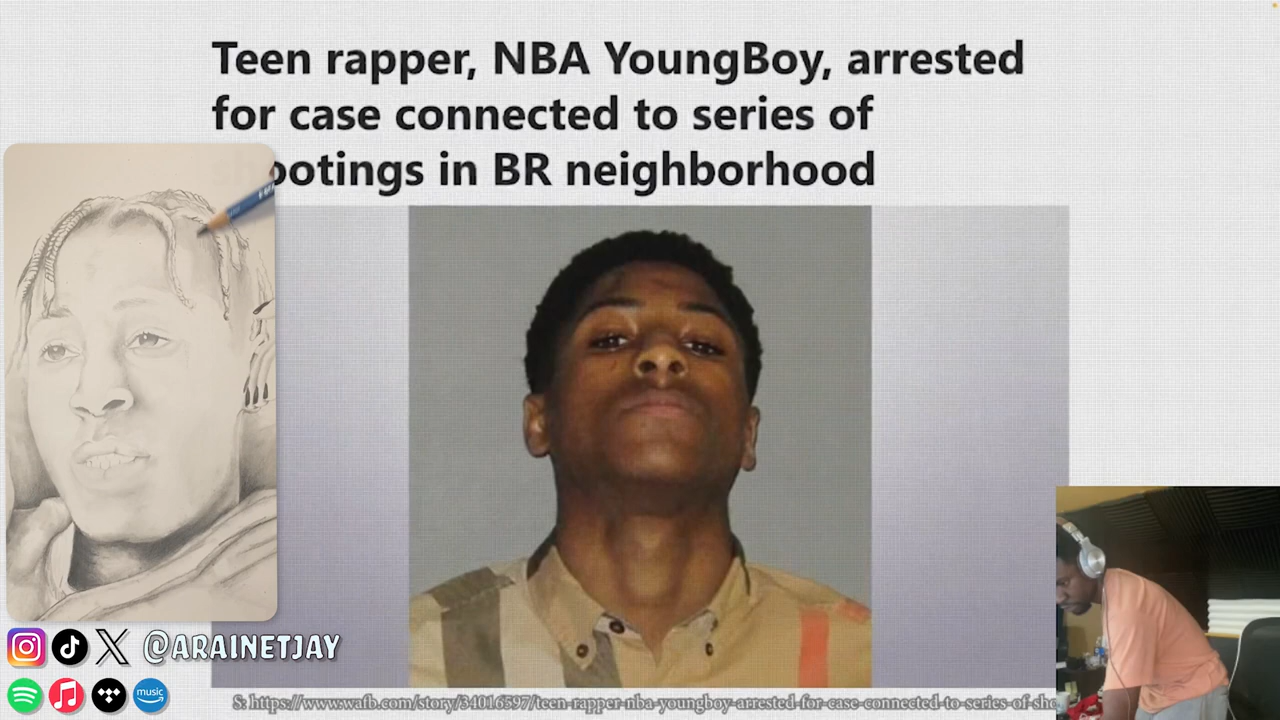 Teen rapper, NBA YoungBoy, arrested
for case connected to series of
shootings in BR neighborhood
@ARAINETJAY
music
S: https://www.wafb.com/story/34016597/teen-rapper-nba-youngboy-arrested-for-case-connected-to-series-of-sho